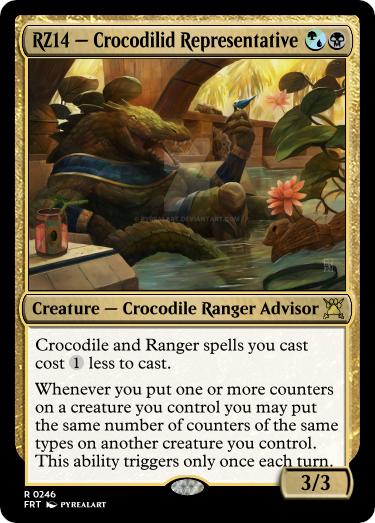 RZ14 — Crocodilid Representative
© PYREALART.DEVIANTART.COM
Creature — Crocodile Ranger Advisor
Crocodile and Ranger spells you cast
cost 1 less to cast.
Whenever you put one or more counters
on a creature you control you may put
the same number of counters of the same
types on another creature you control.
This ability triggers only once each turn.
3/3
R 0246
FRT PYREALART